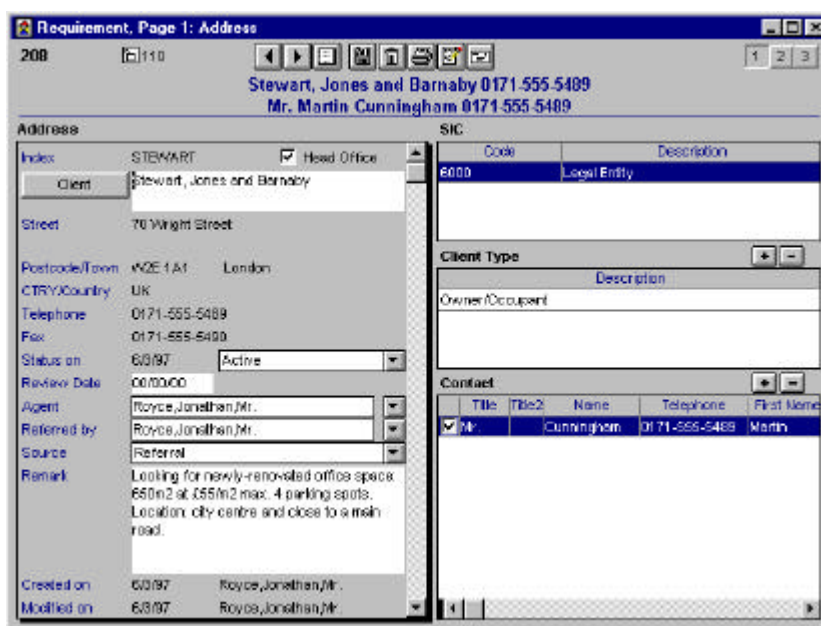 Requirement, Page 1: Address
208 110 1 2 3
Stewart, Jones and Barnaby 0171-555-5489
Mr. Martin Cunningham 0171-555-5489
Address
Index STEWART Head Office
Client Stewart, Jones and Barnaby
Street 70 Wright Street
Postcode/Town W2E 1A1 London
CTRY/Country UK
Telephone 0171-555-5489
Fax 0171-555-5490
Status on 6/3/97 Active
Review Date 00/00/00
Agent Royce,Jonathan,Mr.
Referred by Royce,Jonathan,Mr.
Source Referral
Remark Looking for newly-renovated office space
650m2 at £55/m2 max. 4 parking spots.
Location: city centre and close to a main
road.
Created on 6/3/97 Royce,Jonathan,Mr.
Modified on 6/3/97 Royce,Jonathan,Mr.
SIC
Code Description
6000 Legal Entity
Client Type + -
Description
Owner/Occupant
Contact + -
Title Title2 Name Telephone First Name
Mr. Cunningham 0171-555-5489 Martin